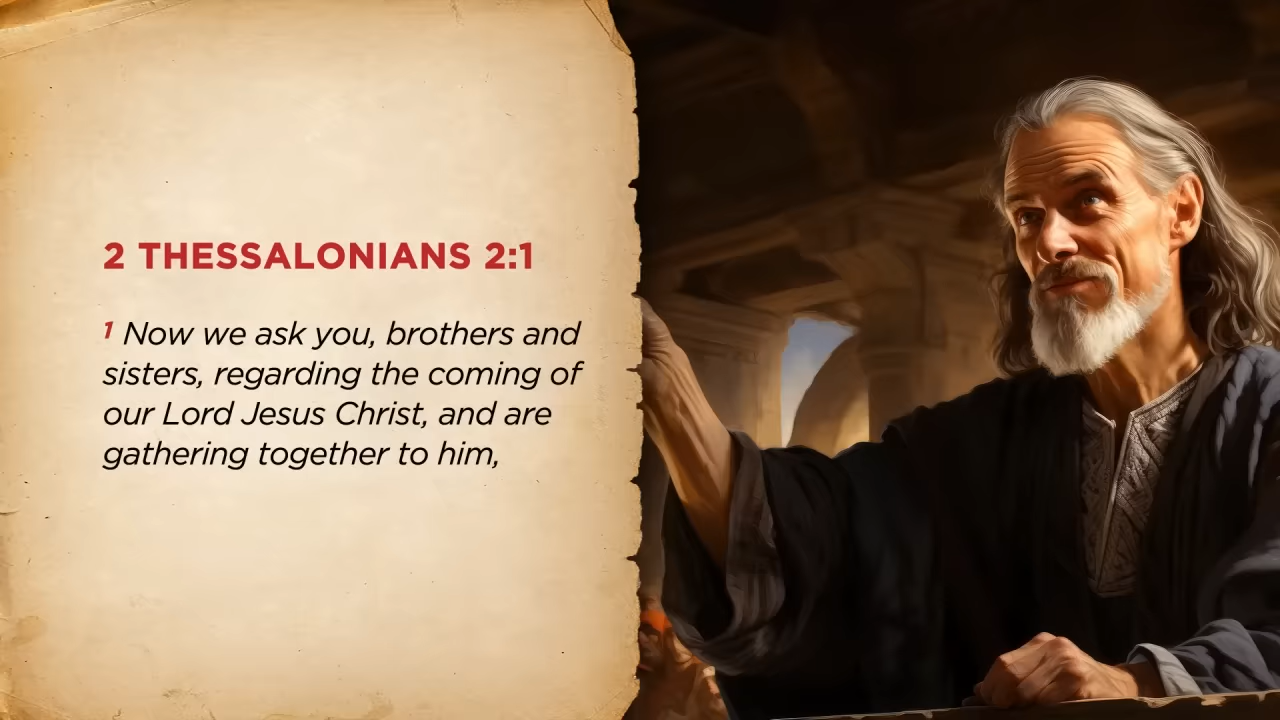 2 THESSALONIANS 2:1
1 Now we ask you, brothers and
sisters, regarding the coming of
our Lord Jesus Christ, and are
gathering together to him,